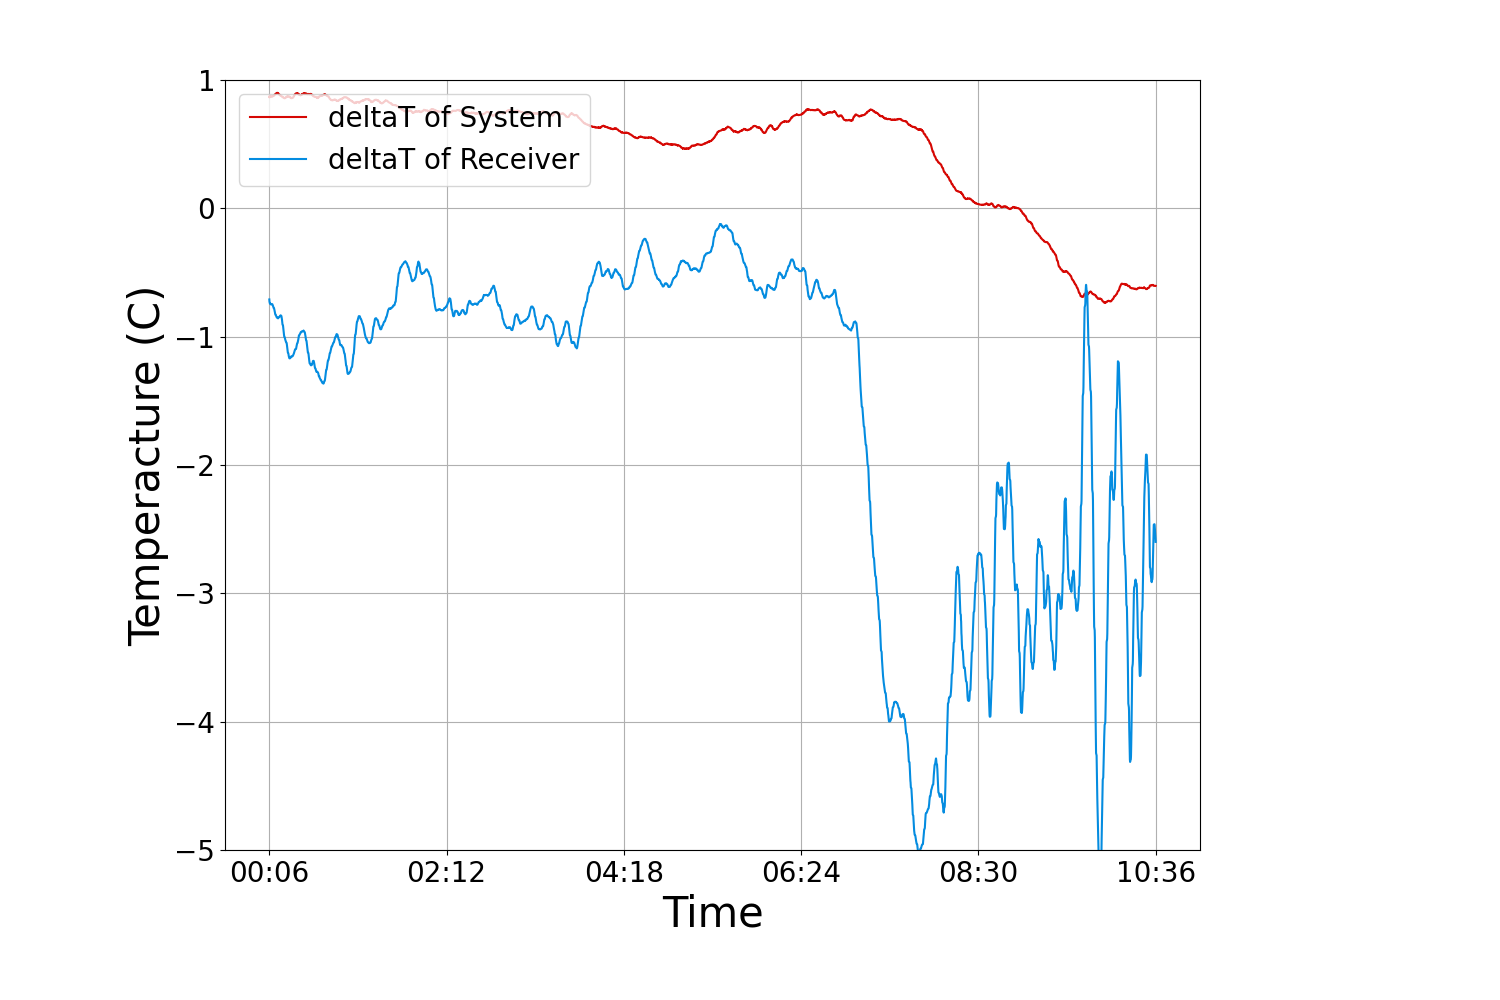 1
deltaT of System
deltaT of Receiver
0
−1
−2
−3
−4
−5
Temperacture (C)
00:06 02:12 04:18 06:24 08:30 10:36
Time